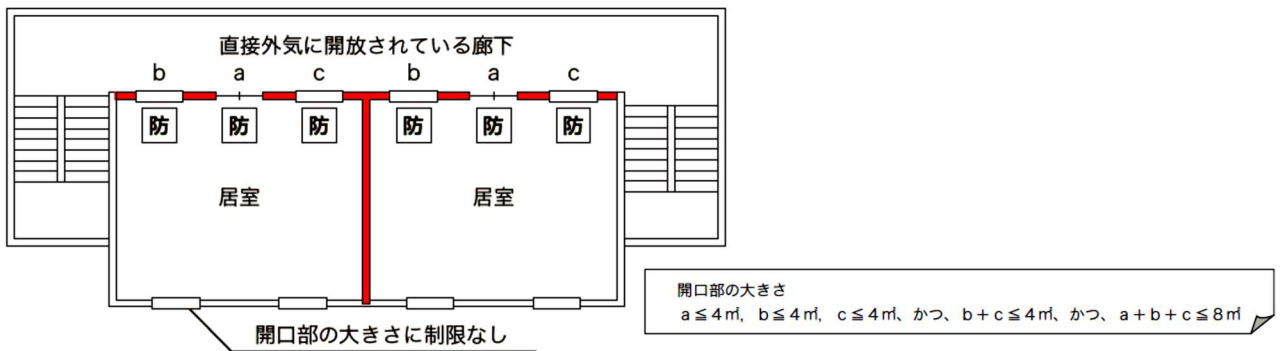 直接外気に開放されている廊下
b a c b a c
防 防 防 防 防 防
居室 居室
開口部の大きさに制限なし
開口部の大きさ
a≦4㎡, b≦4㎡, c≦4㎡、かつ、b+c≦4㎡、かつ、a+b+c≦8㎡